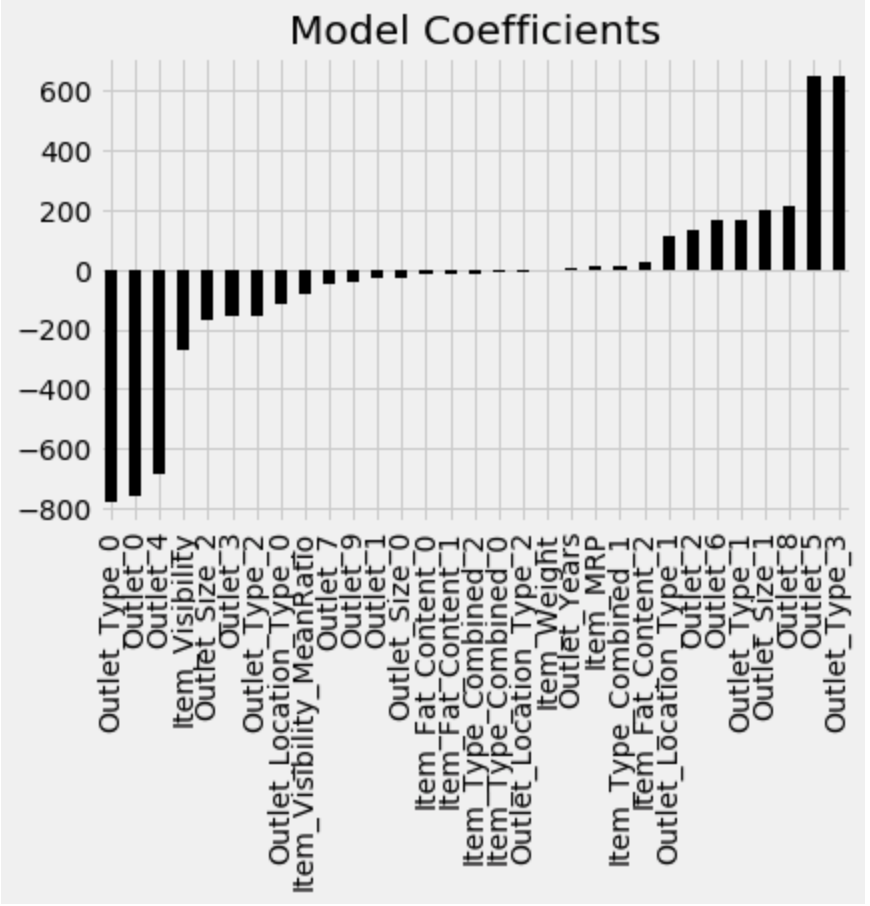 Model Coefficients
600
400
200
0
−200
−400
−600
−800
Outlet_Type_0
Outlet_0
Outlet_4
Item_Visibility
Outlet_Size_2
Outlet_3
Outlet_Type_2
Outlet_Location_Type_0
Item_Visibility_MeanRatio
Outlet_7
Outlet_9
Outlet_1
Outlet_Size_0
Item_Fat_Content_0
Item_Fat_Content_1
Item_Type_Combined_2
Item_Type_Combined_0
Outlet_Location_Type_2
Item_Weight
Outlet_Years
Item_MRP
Item_Type_Combined_1
Item_Fat_Content_2
Outlet_Location_Type_1
Outlet_2
Outlet_6
Outlet_Type_1
Outlet_Size_1
Outlet_8
Outlet_5
Outlet_Type_3